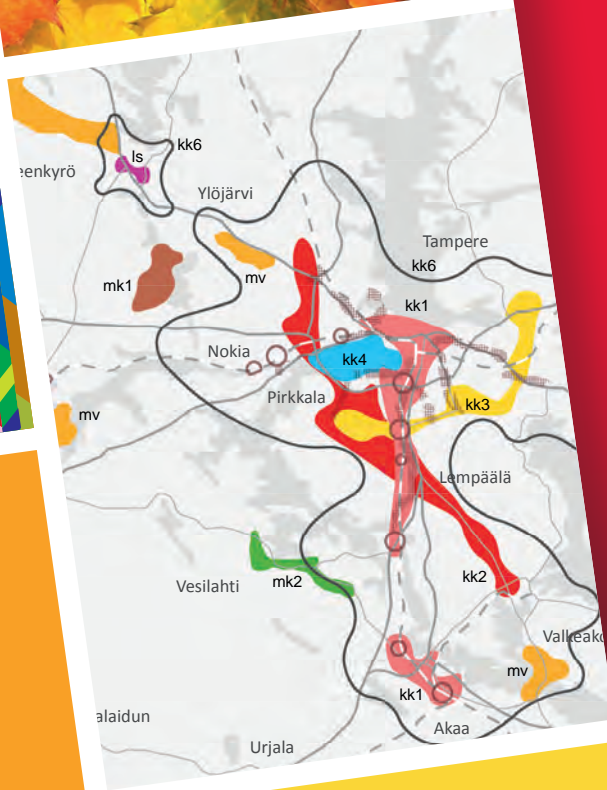 kk6
ls
eenkyrö
Ylöjärvi
Tampere
kk6
mk1
mv
kk1
Nokia
kk4
Pirkkala
kk3
mv
Lempäälä
Vesilahti
mk2
kk2
Valkeako
mv
kk1
alaidun
Akaa
Urjala